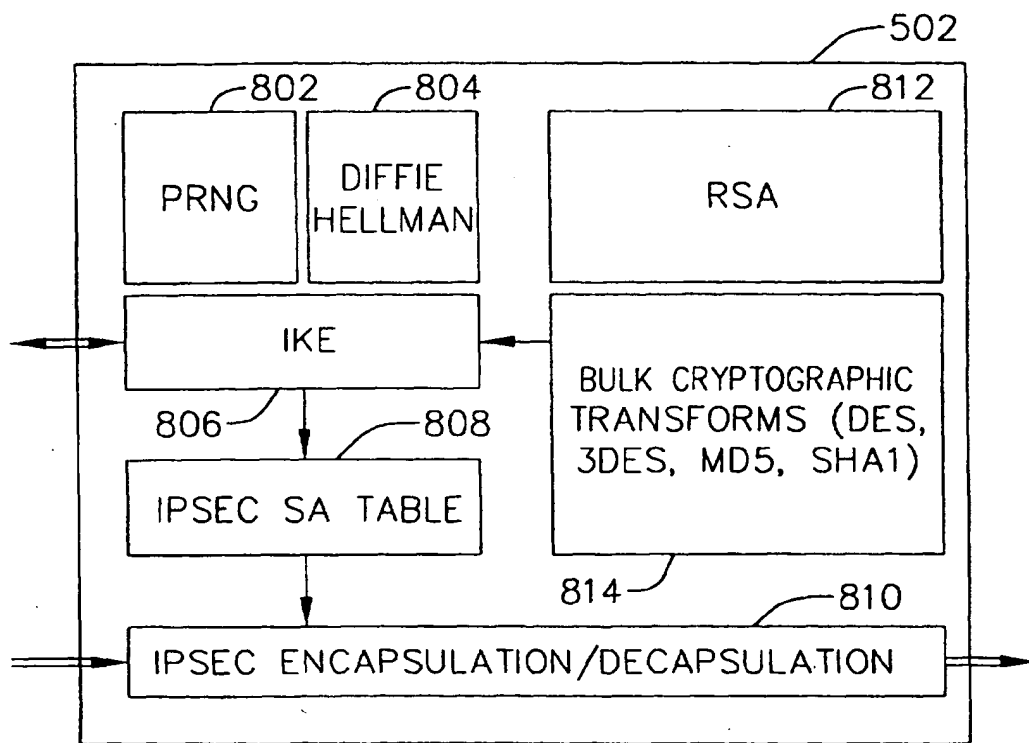 502
802
804
812
PRNG
DIFFIE
HELLMAN
RSA
IKE
806
808
BULK CRYPTOGRAPHIC
TRANSFORMS (DES,
3DES, MD5, SHA1)
IPSEC SA TABLE
814
810
IPSEC ENCAPSULATION/DECAPSULATION